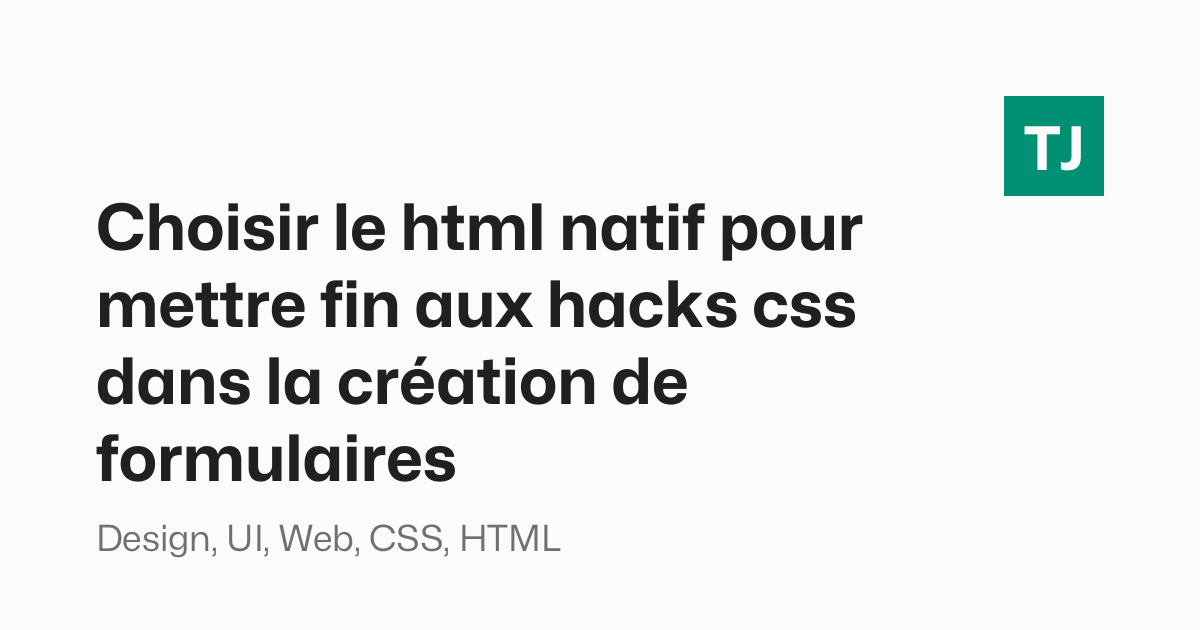 TJ
Choisir le html natif pour
mettre fin aux hacks css
dans la création de
formulaires
Design, UI, Web, CSS, HTML